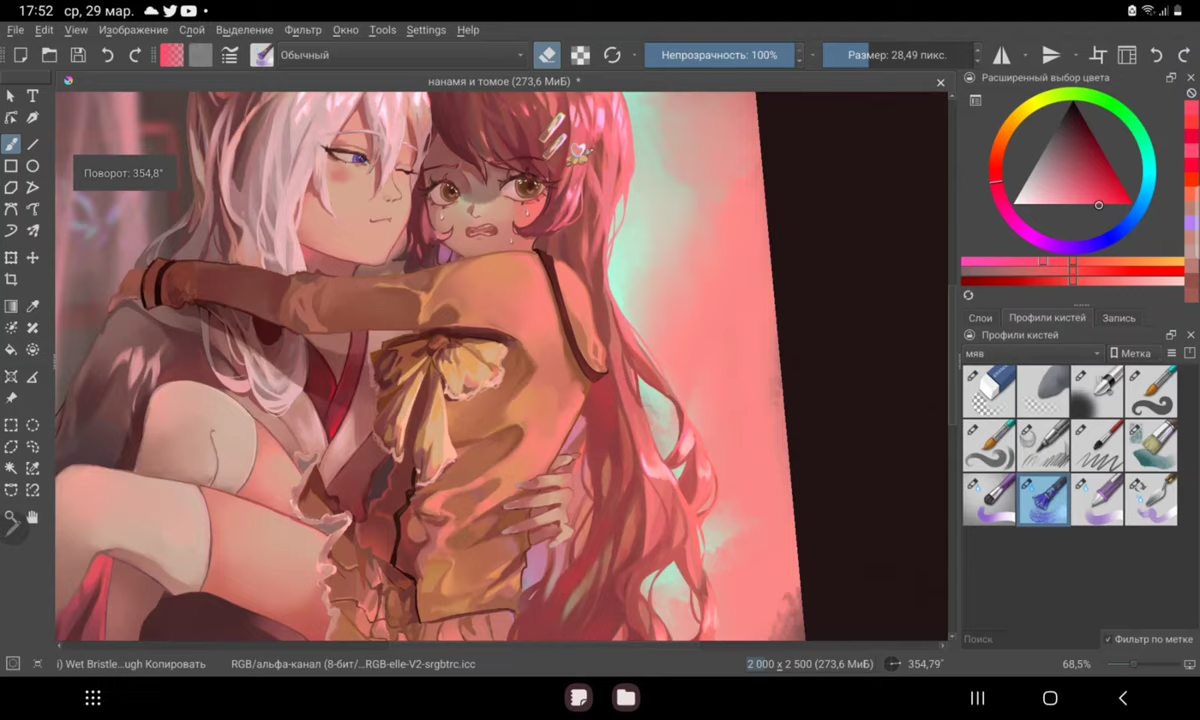 17:52 ср, 29 мар.
File Edit View Изображение Слой Выделение Фильтр Окно Tools Settings Help
Обычный Непрозрачность: 100% Размер: 28,49 пикс.
нанамя и томое (273,6 МиБ) * Расширенный выбор цвета
Поворот: 354,8°
Слои Профили кистей Запись
Профили кистей
мяв Метка
Поиск Фильтр по метке
i) Wet Bristle...ugh Копировать RGB/альфа-канал (8-бит/...RGB-elle-V2-srgbtrc.icc 2 000 x 2 500 (273,6 МиБ) 354,79° 68,5%